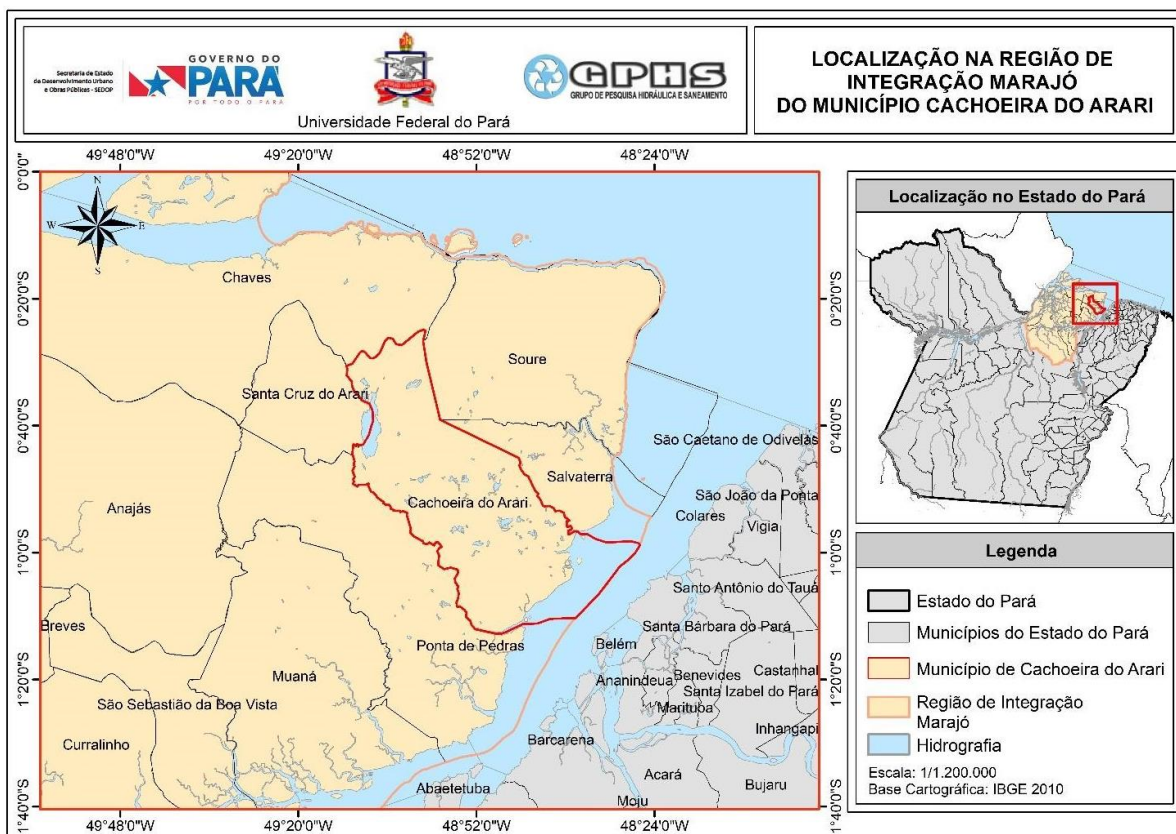 Secretaria de Estado
de Desenvolvimento Urbano
e Obras Públicas - SEDOP
GOVERNO DO
PARÁ
POR TODO O PARÁ
Universidade Federal do Pará
GPHS
GRUPO DE PESQUISA HIDRÁULICA E SANEAMENTO
LOCALIZAÇÃO NA REGIÃO DE
INTEGRAÇÃO MARAJÓ
DO MUNICÍPIO CACHOEIRA DO ARARI
49°48'0"W 49°20'0"W 48°52'0"W 48°24'0"W
0°0'0"
0°20'0"S
0°40'0"S
1°0'0"S
1°20'0"S
1°40'0"S
N
W E
S
Chaves
Soure
Santa Cruz do Arari
São Caetano de Odivelas
Salvaterra
São João da Ponta
Cachoeira do Arari
Colares
Vigia
Anajás
Santo Antônio do Tauá
Breves
Santa Bárbara do Pará
Ponta de Pedras
Belém
Muaná
Benevides
Castanhal
Ananindeua
Santa Izabel do Pará
São Sebastião da Boa Vista
Marituba
Inhangapi
Curralinho
Barcarena
Acará
Bujaru
Abaetetuba
Moju
0°0'0"
0°20'0"S
0°40'0"S
1°0'0"S
1°20'0"S
1°40'0"S
49°48'0"W 49°20'0"W 48°52'0"W 48°24'0"W
Localização no Estado do Pará
Legenda
Estado do Pará
Municípios do Estado do Pará
Município de Cachoeira do Arari
Região de Integração
Marajó
Hidrografia
Escala: 1/1.200.000
Base Cartográfica: IBGE 2010